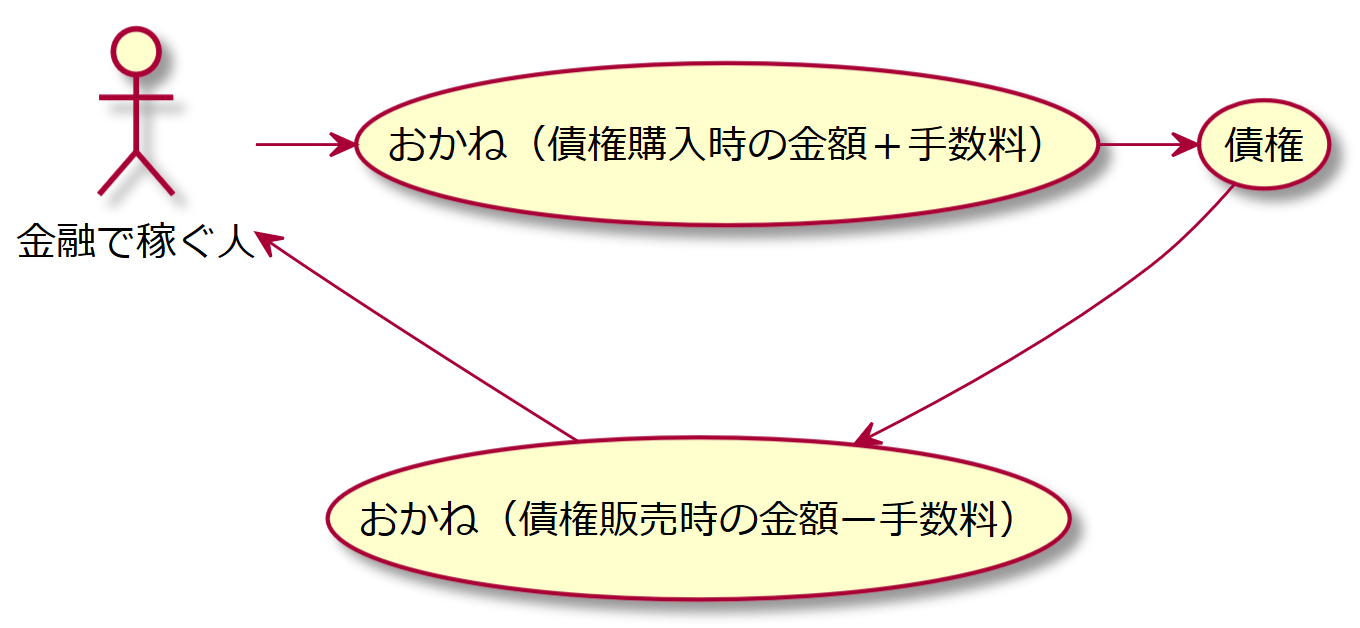 おかね（債権購入時の金額＋手数料）
債権
金融で稼ぐ人
おかね（債権販売時の金額ー手数料）